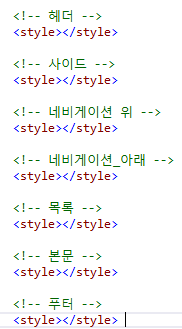 <!-- 헤더 -->
<style></style>
<!-- 사이드 -->
<style></style>
<!-- 네비게이션 위 -->
<style></style>
<!-- 네비게이션_아래 -->
<style></style>
<!-- 목록 -->
<style></style>
<!-- 본문 -->
<style></style>
<!-- 푸터 -->
<style></style>